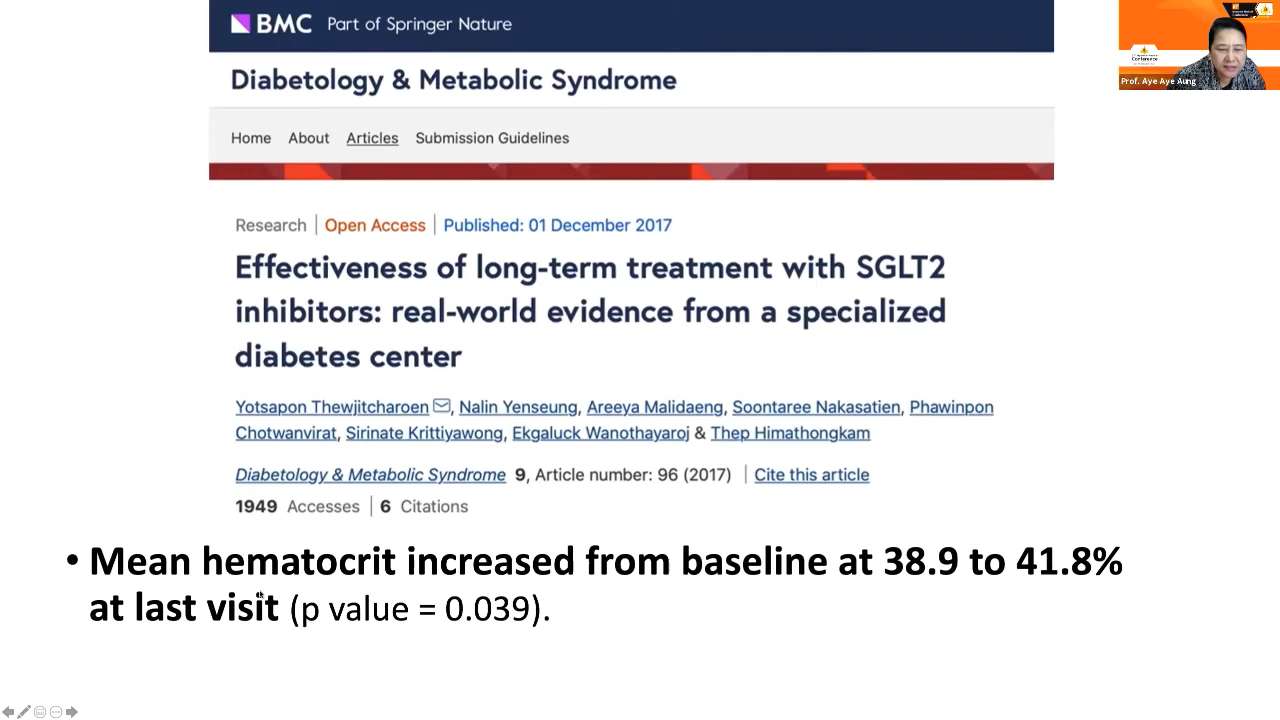 BMC Part of Springer Nature
Diabetology & Metabolic Syndrome
Home About Articles Submission Guidelines
Research | Open Access | Published: 01 December 2017
Effectiveness of long-term treatment with SGLT2
inhibitors: real-world evidence from a specialized
diabetes center
Yotsapon Thewjitcharoen, Nalin Yenseung, Areeya Malidaeng, Soontaree Nakasatien, Phawinpon
Chotwanvirat, Sirinate Krittiyawong, Ekgaluck Wanothayaroj & Thep Himathongkam
Diabetology & Metabolic Syndrome 9, Article number: 96 (2017) | Cite this article
1949 Accesses | 6 Citations
• Mean hematocrit increased from baseline at 38.9 to 41.8%
at last visit (p value = 0.039).
Conference
Prof. Aye Aye Aung